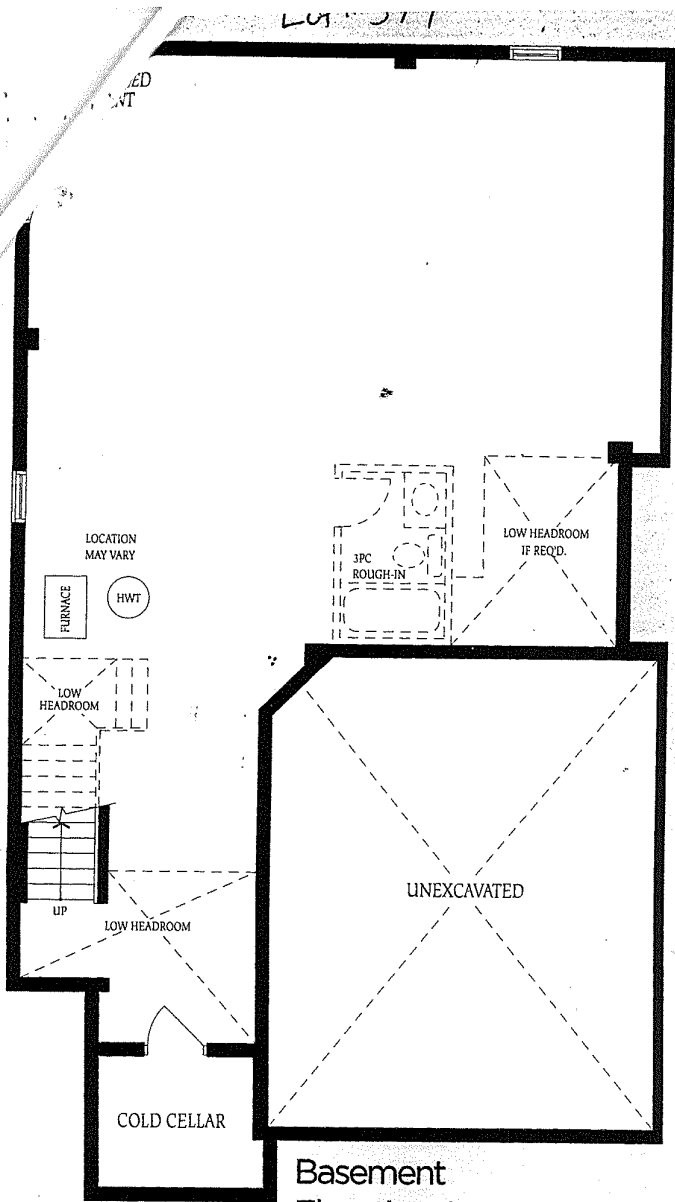 LOCATION
MAY VARY
FURNACE
HWT
3PC
ROUGH-IN
LOW HEADROOM
IF REQ'D.
LOW
HEADROOM
UP
LOW HEADROOM
UNEXCAVATED
COLD CELLAR
Basement